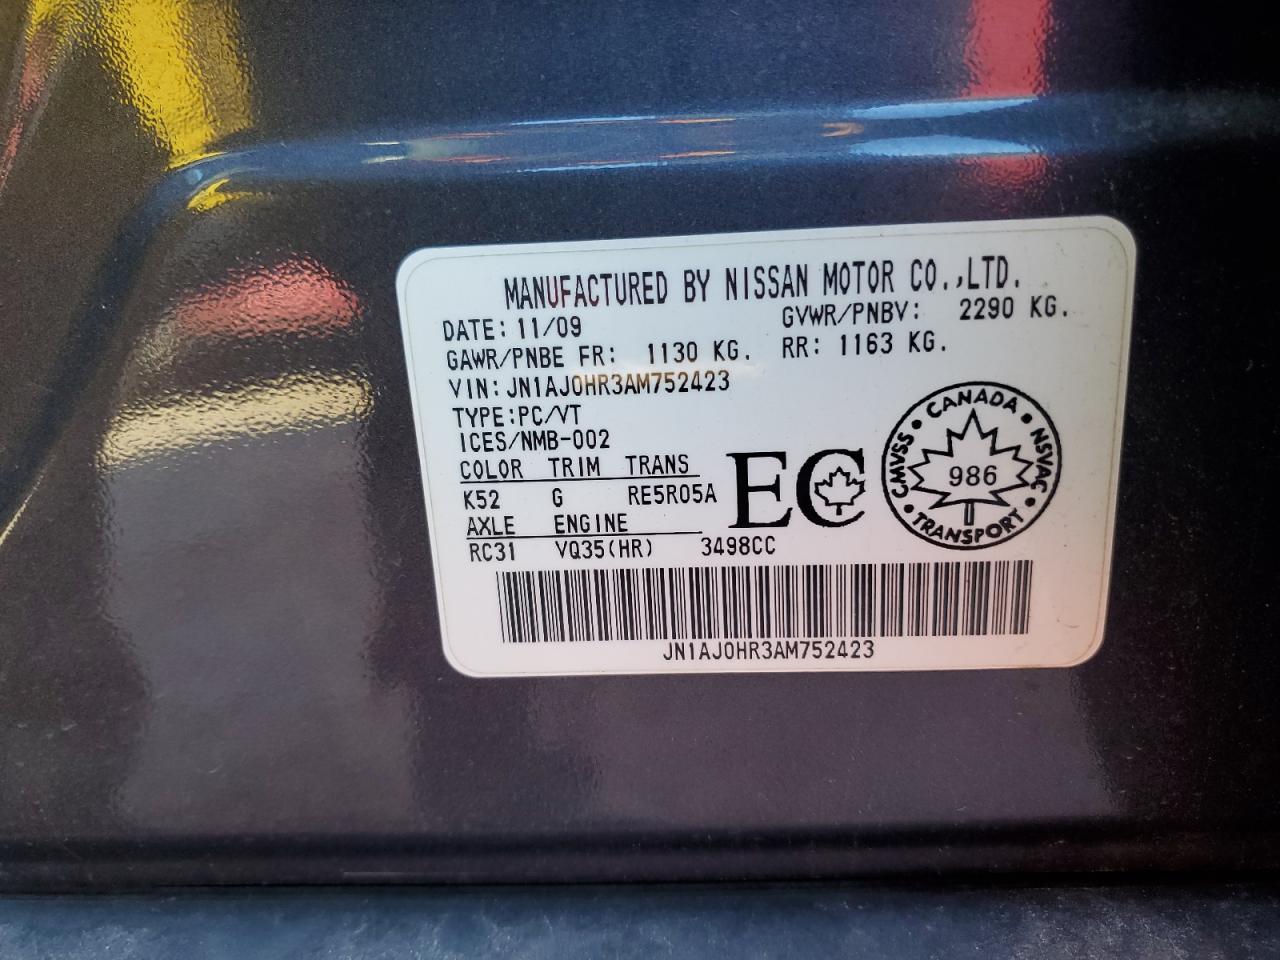 MANUFACTURED BY NISSAN MOTOR CO.,LTD.
DATE: 11/09 GVWR/PNBV: 2290 KG.
GAWR/PNBE FR: 1130 KG. RR: 1163 KG.
VIN: JN1AJ0HR3AM752423
TYPE:PC/VT
ICES/NMB-002
COLOR TRIM TRANS
K52 G RE5R05A
AXLE ENGINE
RC31 VQ35(HR) 3498CC
EC
CANADA • NSVAC • TRANSPORT • CMVSS •
986
JN1AJ0HR3AM752423